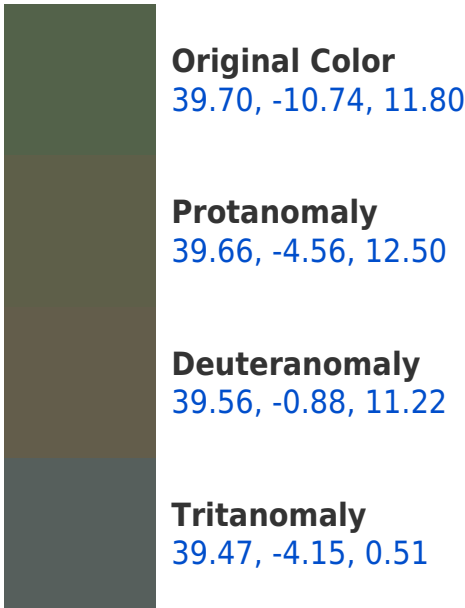 Original Color
39.70, -10.74, 11.80
Protanomaly
39.66, -4.56, 12.50
Deuteranomaly
39.56, -0.88, 11.22
Tritanomaly
39.47, -4.15, 0.51